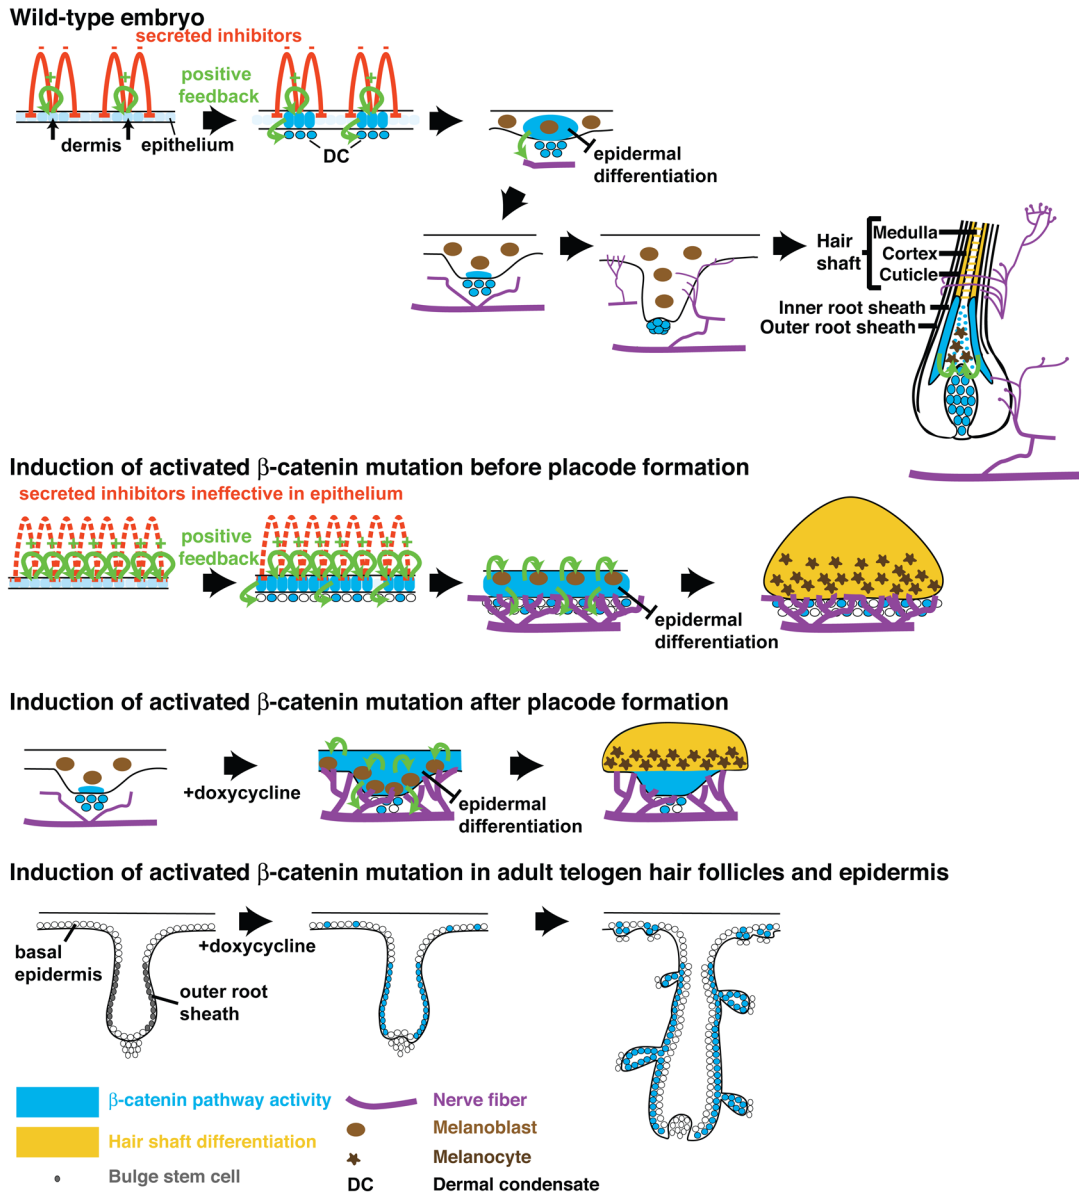 Wild-type embryo
secreted inhibitors
positive
feedback
dermis
epithelium
DC
epidermal
differentiation
Hair
shaft
Medulla
Cortex
Cuticle
Inner root sheath
Outer root sheath
Induction of activated β-catenin mutation before placode formation
secreted inhibitors ineffective in epithelium
positive
feedback
epidermal
differentiation
Induction of activated β-catenin mutation after placode formation
+doxycycline
epidermal
differentiation
Induction of activated β-catenin mutation in adult telogen hair follicles and epidermis
basal
epidermis
+doxycycline
outer root
sheath
β-catenin pathway activity
Hair shaft differentiation
Bulge stem cell
Nerve fiber
Melanoblast
Melanocyte
DC Dermal condensate